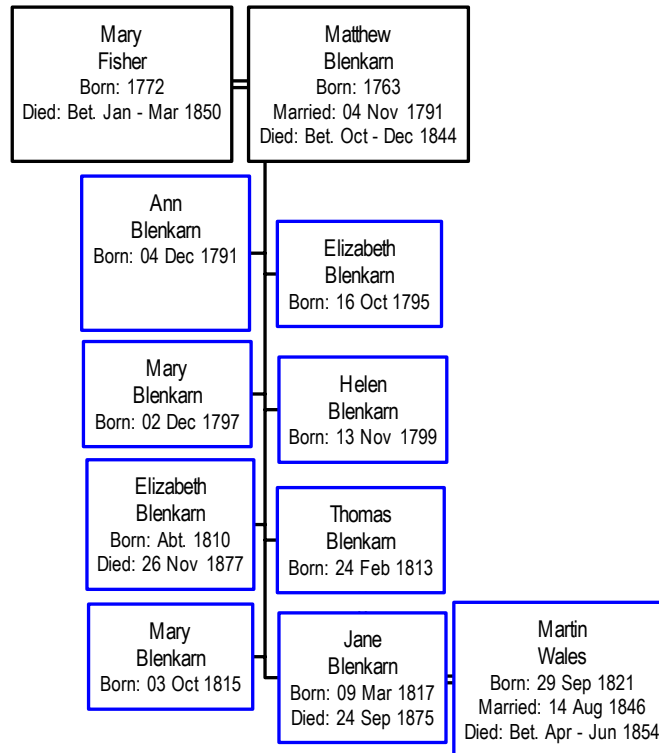 Mary
Fisher
Born: 1772
Died: Bet. Jan - Mar 1850
Matthew
Blenkarn
Born: 1763
Married: 04 Nov 1791
Died: Bet. Oct - Dec 1844
Ann
Blenkarn
Born: 04 Dec 1791
Elizabeth
Blenkarn
Born: 16 Oct 1795
Mary
Blenkarn
Born: 02 Dec 1797
Helen
Blenkarn
Born: 13 Nov 1799
Elizabeth
Blenkarn
Born: Abt. 1810
Died: 26 Nov 1877
Thomas
Blenkarn
Born: 24 Feb 1813
Mary
Blenkarn
Born: 03 Oct 1815
Jane
Blenkarn
Born: 09 Mar 1817
Died: 24 Sep 1875
Martin
Wales
Born: 29 Sep 1821
Married: 14 Aug 1846
Died: Bet. Apr - Jun 1854